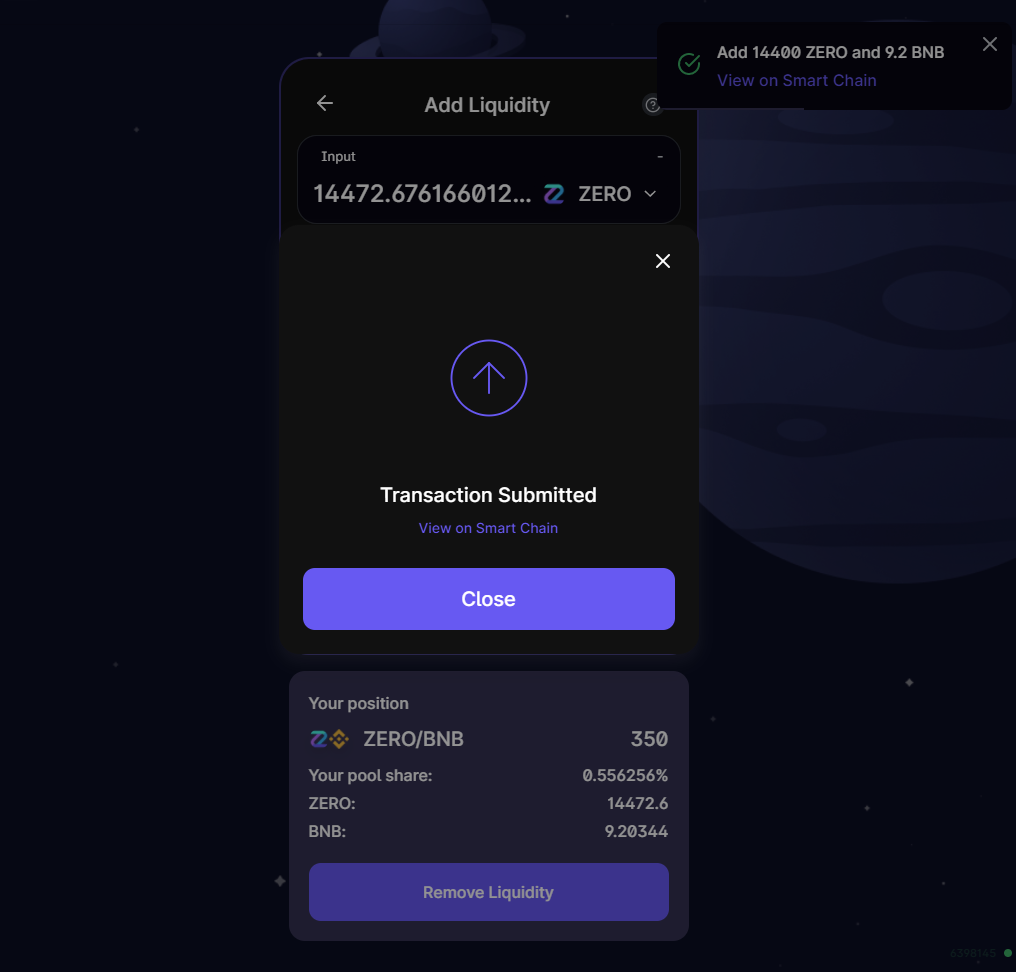 Add 14400 ZERO and 9.2 BNB
View on Smart Chain
Add Liquidity
Input -
14472.676166012... ZERO
Transaction Submitted
View on Smart Chain
Close
Your position
ZERO/BNB 350
Your pool share: 0.556256%
ZERO: 14472.6
BNB: 9.20344
Remove Liquidity
6398145